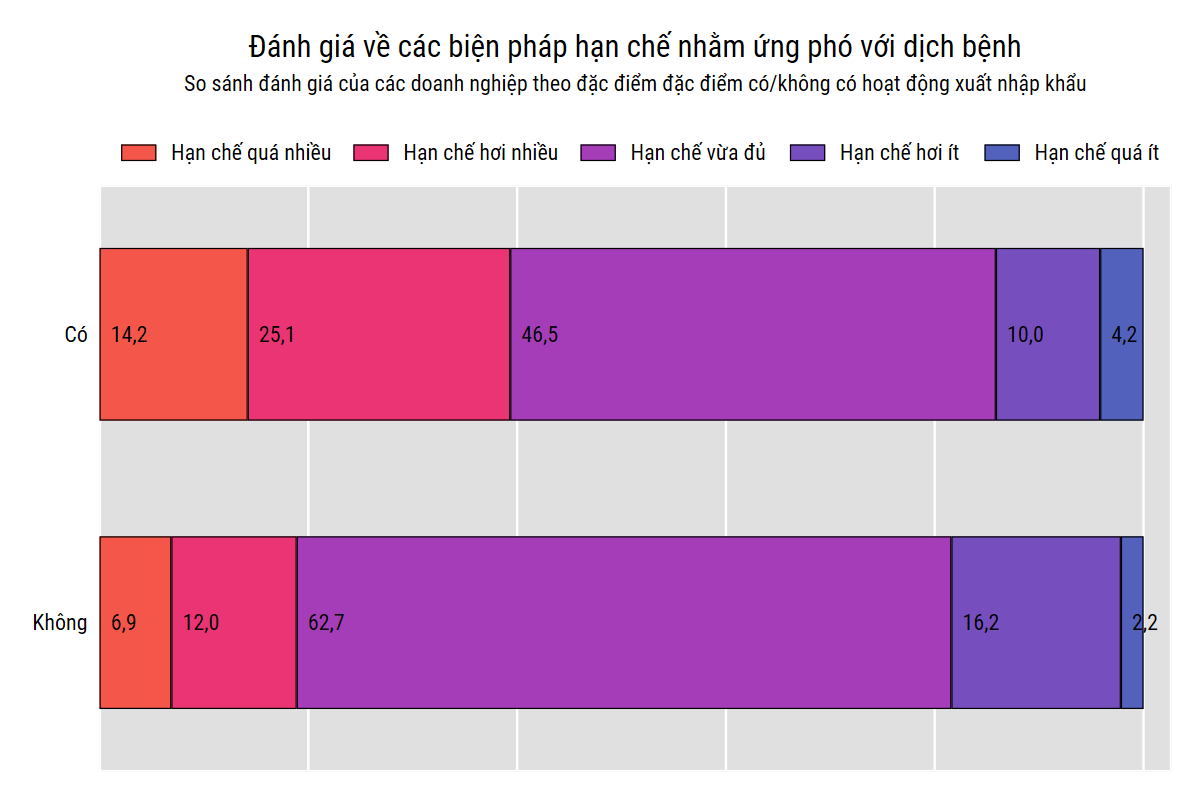 Đánh giá về các biện pháp hạn chế nhằm ứng phó với dịch bệnh
So sánh đánh giá của các doanh nghiệp theo đặc điểm đặc điểm có/không có hoạt động xuất nhập khẩu
Hạn chế quá nhiều Hạn chế hơi nhiều Hạn chế vừa đủ Hạn chế hơi ít Hạn chế quá ít
Có 14,2 25,1 46,5 10,0 4,2
Không 6,9 12,0 62,7 16,2 2,2